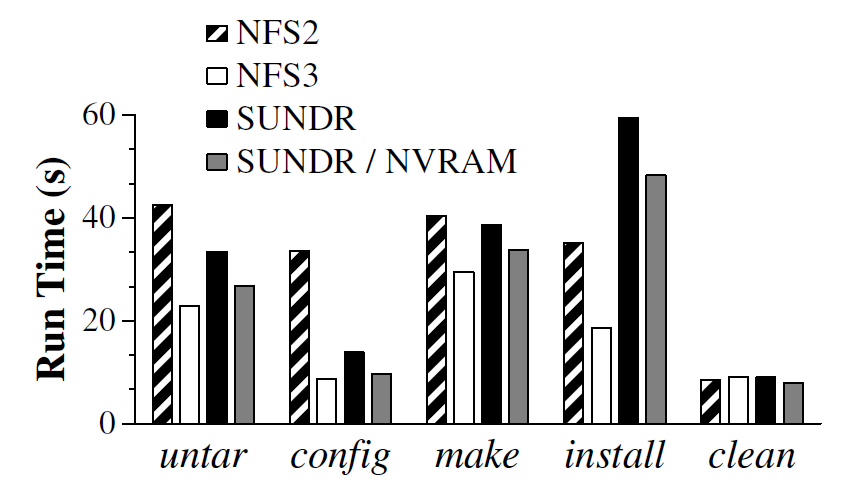 NFS2
NFS3
SUNDR
SUNDR / NVRAM
Run Time (s)
60
40
20
0
untar config make install clean